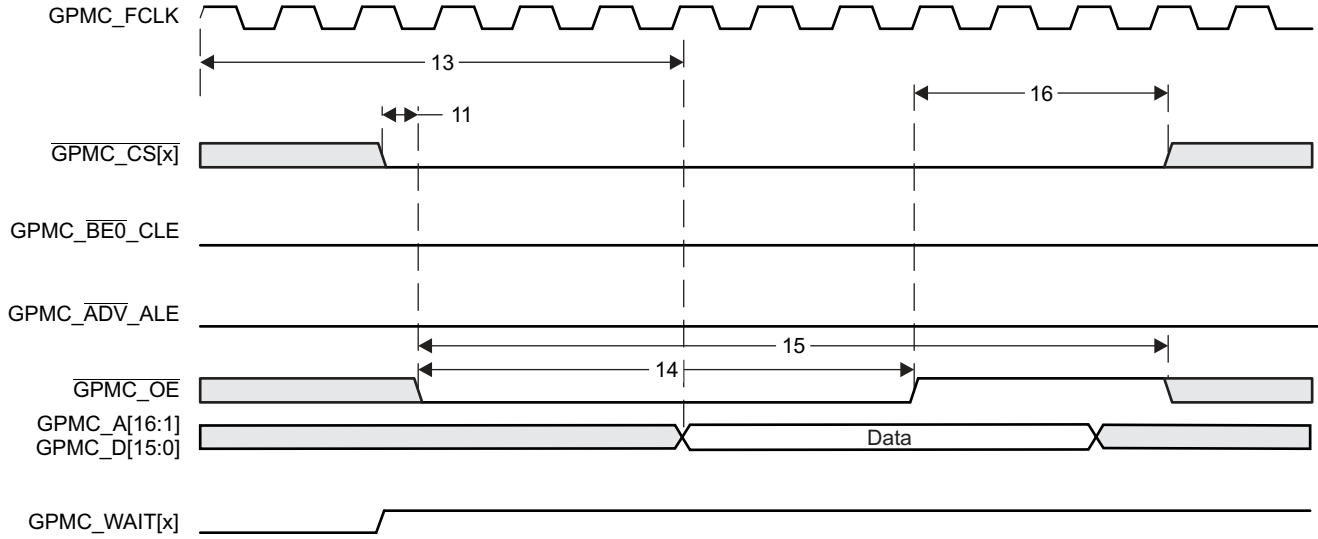 GPMC_FCLK
13
16
11
GPMC_CS[x]
GPMC_BE0_CLE
GPMC_ADV_ALE
15
14
GPMC_OE
GPMC_A[16:1]
GPMC_D[15:0]
Data
GPMC_WAIT[x]